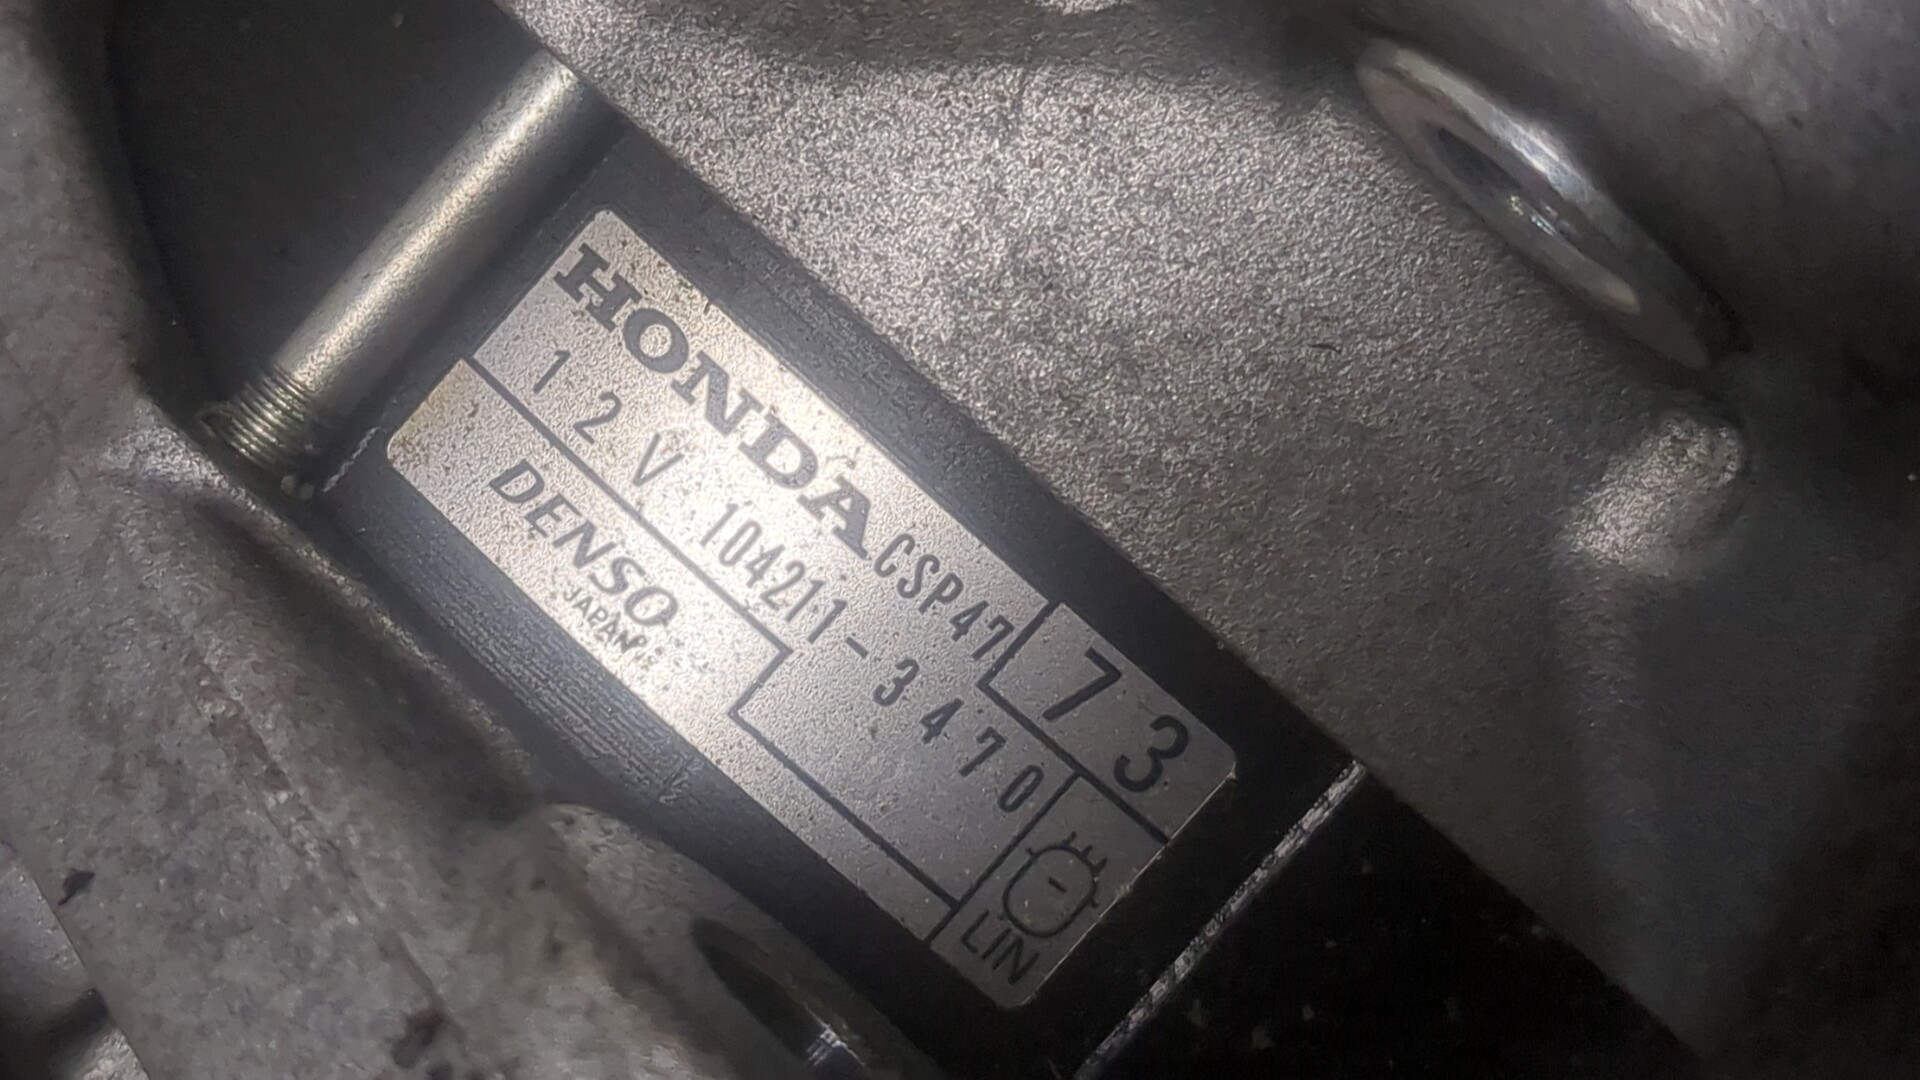 HONDA CSP47
73
12V 104211-3470
DENSO
JAPAN
LIN